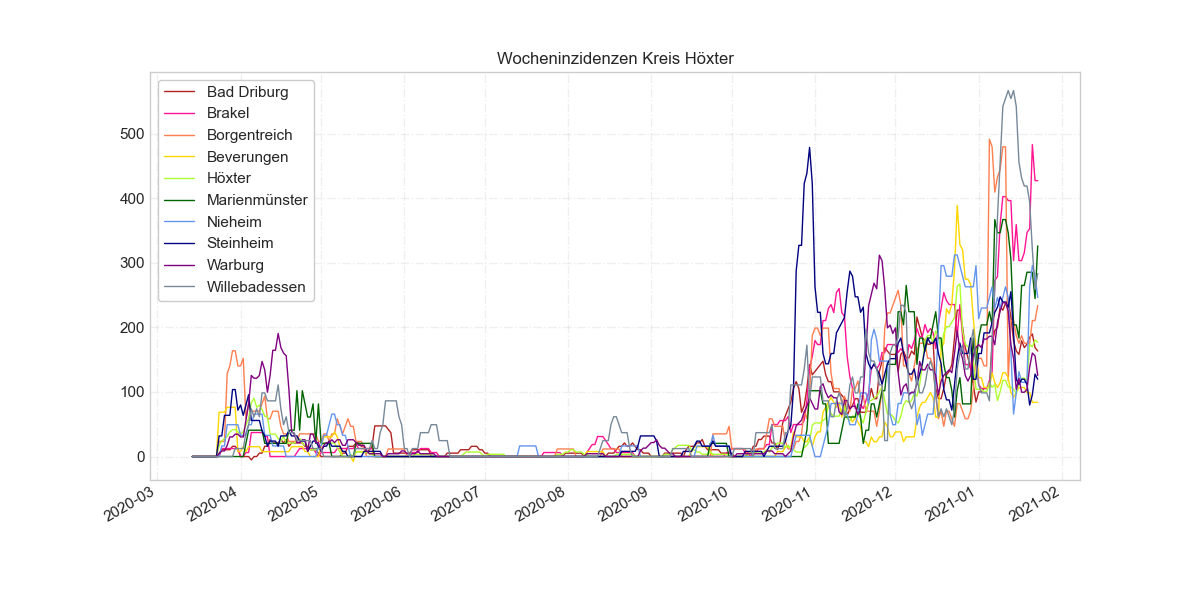 Wocheninzidenzen Kreis Höxter
Bad Driburg
Brakel
Borgentreich
Beverungen
Höxter
Marienmünster
Nieheim
Steinheim
Warburg
Willebadessen
500
400
300
200
100
0
2020-03
2020-04
2020-05
2020-06
2020-07
2020-08
2020-09
2020-10
2020-11
2020-12
2021-01
2021-02